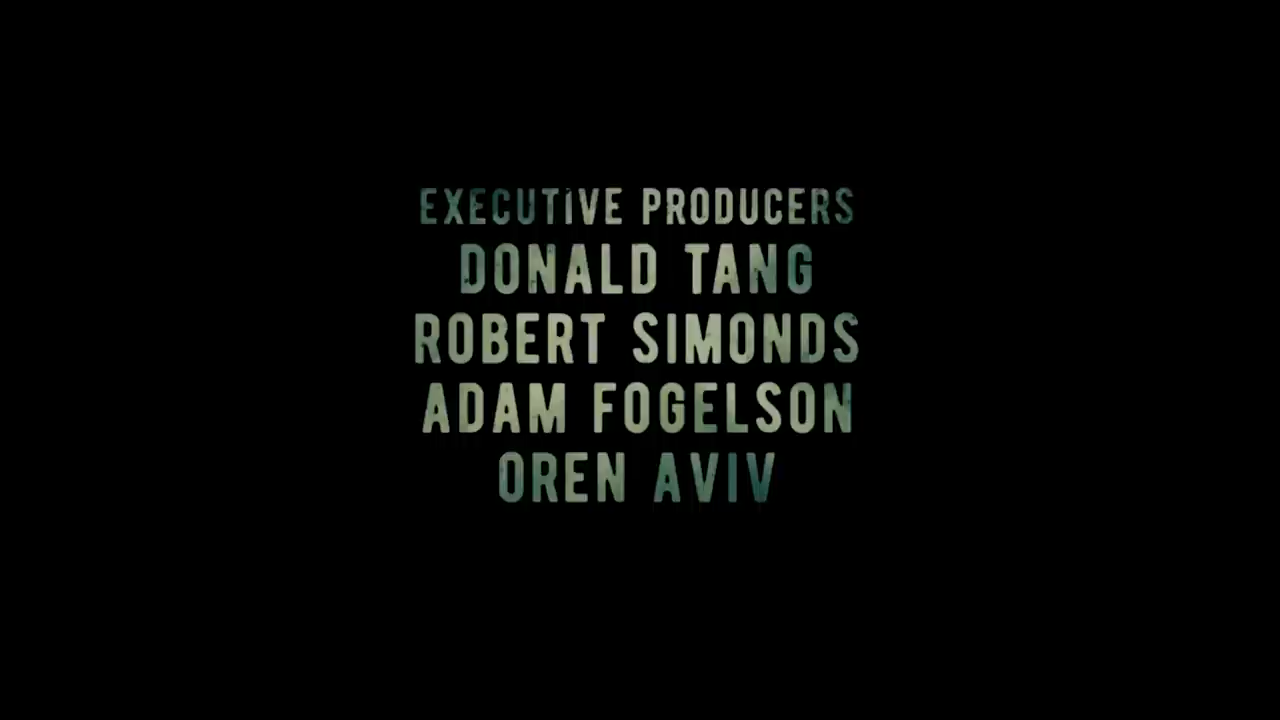 EXECUTIVE PRODUCERS
DONALD TANG
ROBERT SIMONDS
ADAM FOGELSON
OREN AVIV